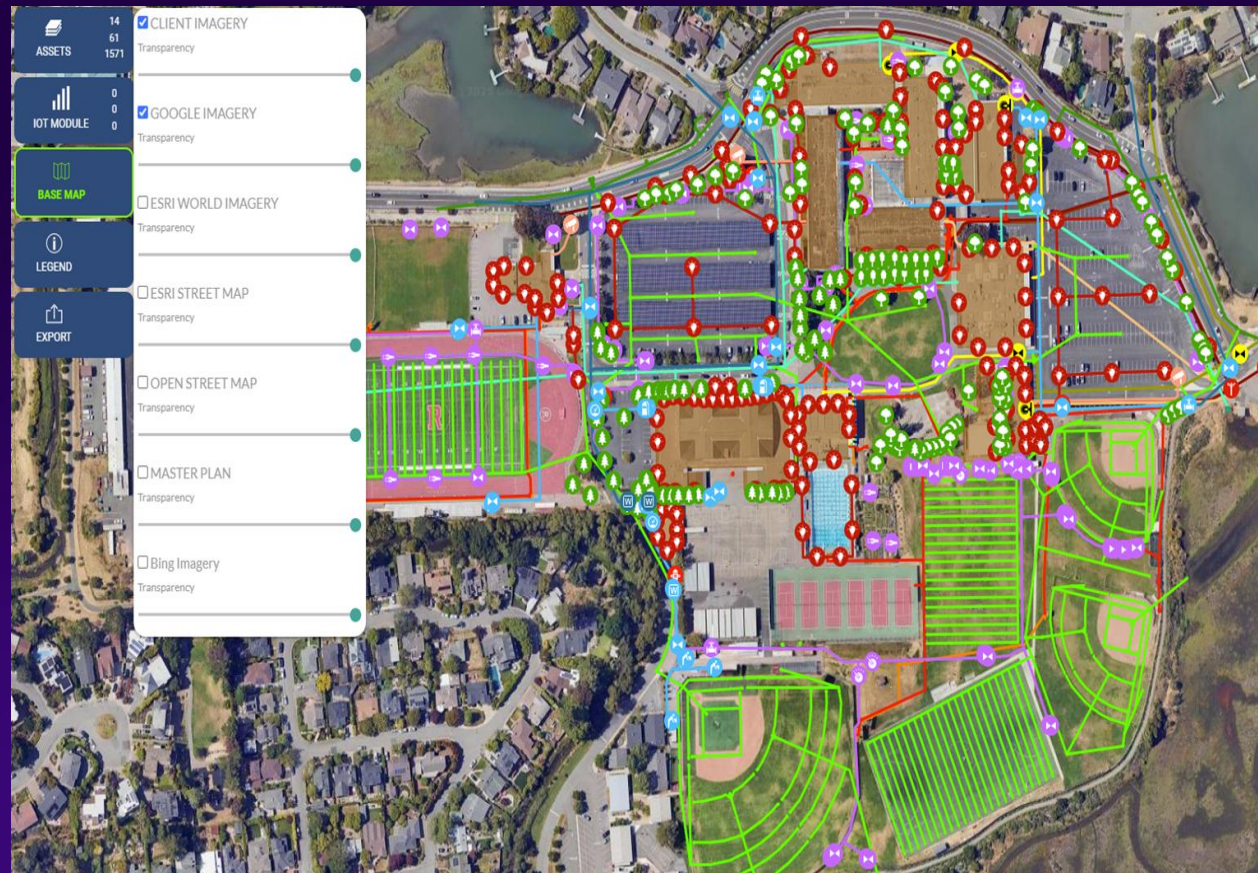 14
61
ASSETS
1571
0
0
IOT MODULE
0
BASE MAP
LEGEND
EXPORT
CLIENT IMAGERY
Transparency
GOOGLE IMAGERY
Transparency
ESRI WORLD IMAGERY
Transparency
ESRI STREET MAP
Transparency
OPEN STREET MAP
Transparency
MASTER PLAN
Transparency
Bing Imagery
Transparency
R
W
W
W